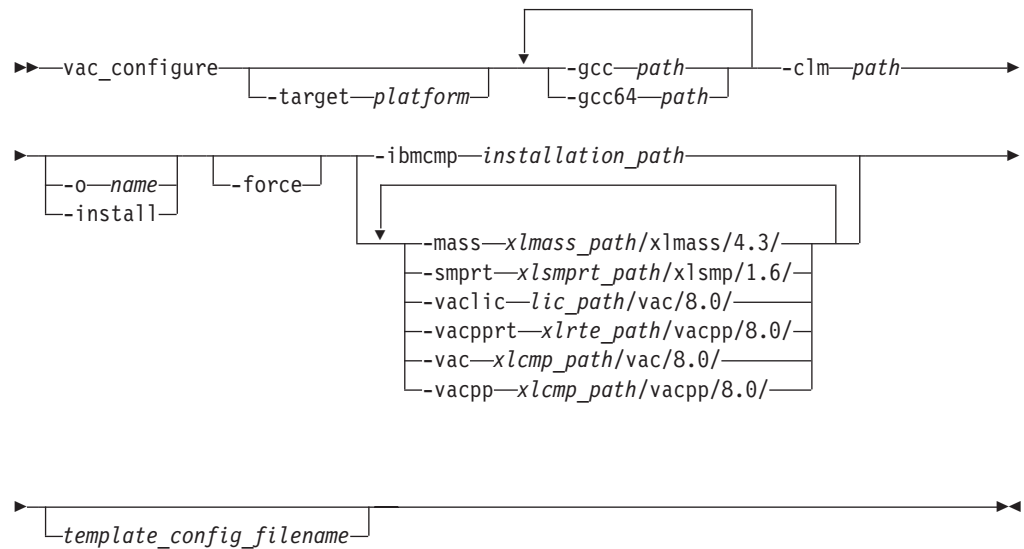 vac_configure -gcc path -clm path
-target platform -gcc64 path
-ibmcmp installation_path
-o name -force
-install
-mass xlmass_path/xlmass/4.3/
-smprt xlsmprt_path/xlsmp/1.6/
-vaclic lic_path/vac/8.0/
-vacpprt xlrte_path/vacpp/8.0/
-vac xlcmp_path/vac/8.0/
-vacpp xlcmp_path/vacpp/8.0/
template_config_filename